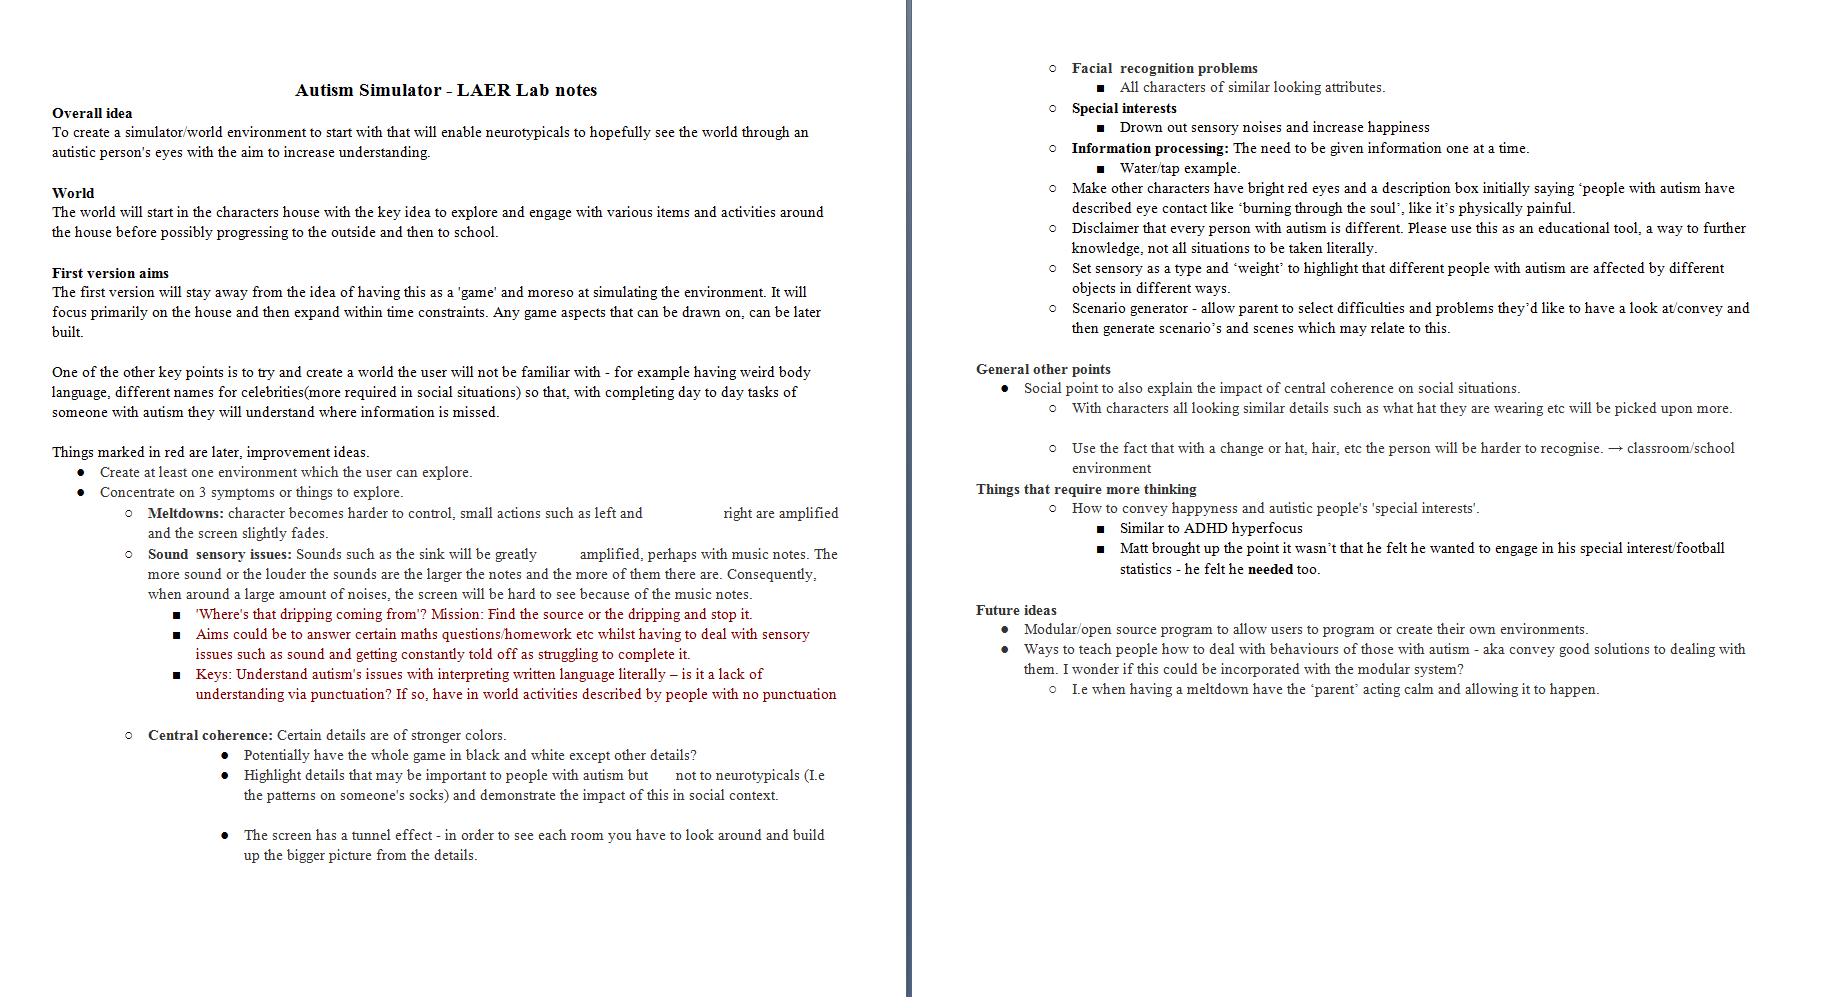 Autism Simulator - LAER Lab notes
Overall idea
To create a simulator/world environment to start with that will enable neurotypicals to hopefully see the world through an
autistic person's eyes with the aim to increase understanding.
World
The world will start in the characters house with the key idea to explore and engage with various items and activities around
the house before possibly progressing to the outside and then to school.
First version aims
The first version will stay away from the idea of having this as a 'game' and moreso at simulating the environment. It will
focus primarily on the house and then expand within time constraints. Any game aspects that can be drawn on, can be later
built.
One of the other key points is to try and create a world the user will not be familiar with - for example having weird body
language, different names for celebrities(more required in social situations) so that, with completing day to day tasks of
someone with autism they will understand where information is missed.
Things marked in red are later, improvement ideas.
● Create at least one environment which the user can explore.
● Concentrate on 3 symptoms or things to explore.
○ Meltdowns: character becomes harder to control, small actions such as left and right are amplified
and the screen slightly fades.
○ Sound sensory issues: Sounds such as the sink will be greatly amplified, perhaps with music notes. The
more sound or the louder the sounds are the larger the notes and the more of them there are. Consequently,
when around a large amount of noises, the screen will be hard to see because of the music notes.
■ 'Where's that dripping coming from'? Mission: Find the source or the dripping and stop it.
■ Aims could be to answer certain maths questions/homework etc whilst having to deal with sensory
issues such as sound and getting constantly told off as struggling to complete it.
■ Keys: Understand autism's issues with interpreting written language literally – is it a lack of
understanding via punctuation? If so, have in world activities described by people with no punctuation
○ Central coherence: Certain details are of stronger colors.
● Potentially have the whole game in black and white except other details?
● Highlight details that may be important to people with autism but not to neurotypicals (I.e
the patterns on someone's socks) and demonstrate the impact of this in social context.
● The screen has a tunnel effect - in order to see each room you have to look around and build
up the bigger picture from the details.
○ Facial recognition problems
■ All characters of similar looking attributes.
○ Special interests
■ Drown out sensory noises and increase happiness
○ Information processing: The need to be given information one at a time.
■ Water/tap example.
○ Make other characters have bright red eyes and a description box initially saying ‘people with autism have
described eye contact like ‘burning through the soul’, like it’s physically painful.
○ Disclaimer that every person with autism is different. Please use this as an educational tool, a way to further
knowledge, not all situations to be taken literally.
○ Set sensory as a type and ‘weight’ to highlight that different people with autism are affected by different
objects in different ways.
○ Scenario generator - allow parent to select difficulties and problems they’d like to have a look at/convey and
then generate scenario’s and scenes which may relate to this.
General other points
● Social point to also explain the impact of central coherence on social situations.
○ With characters all looking similar details such as what hat they are wearing etc will be picked upon more.
○ Use the fact that with a change or hat, hair, etc the person will be harder to recognise. → classroom/school
environment
Things that require more thinking
○ How to convey happyness and autistic people's 'special interests'.
■ Similar to ADHD hyperfocus
■ Matt brought up the point it wasn’t that he felt he wanted to engage in his special interest/football
statistics - he felt he needed too.
Future ideas
● Modular/open source program to allow users to program or create their own environments.
● Ways to teach people how to deal with behaviours of those with autism - aka convey good solutions to dealing with
them. I wonder if this could be incorporated with the modular system?
○ I.e when having a meltdown have the ‘parent’ acting calm and allowing it to happen.